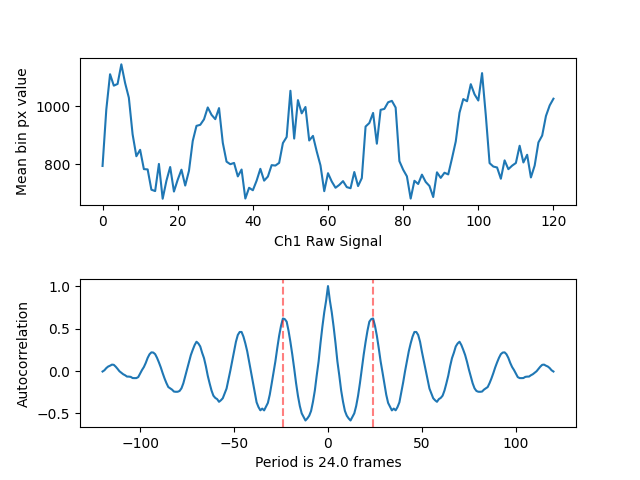 Mean bin px value
1000
800
0 20 40 60 80 100 120
Ch1 Raw Signal
Autocorrelation
1.0
0.5
0.0
−0.5
−100 −50 0 50 100
Period is 24.0 frames